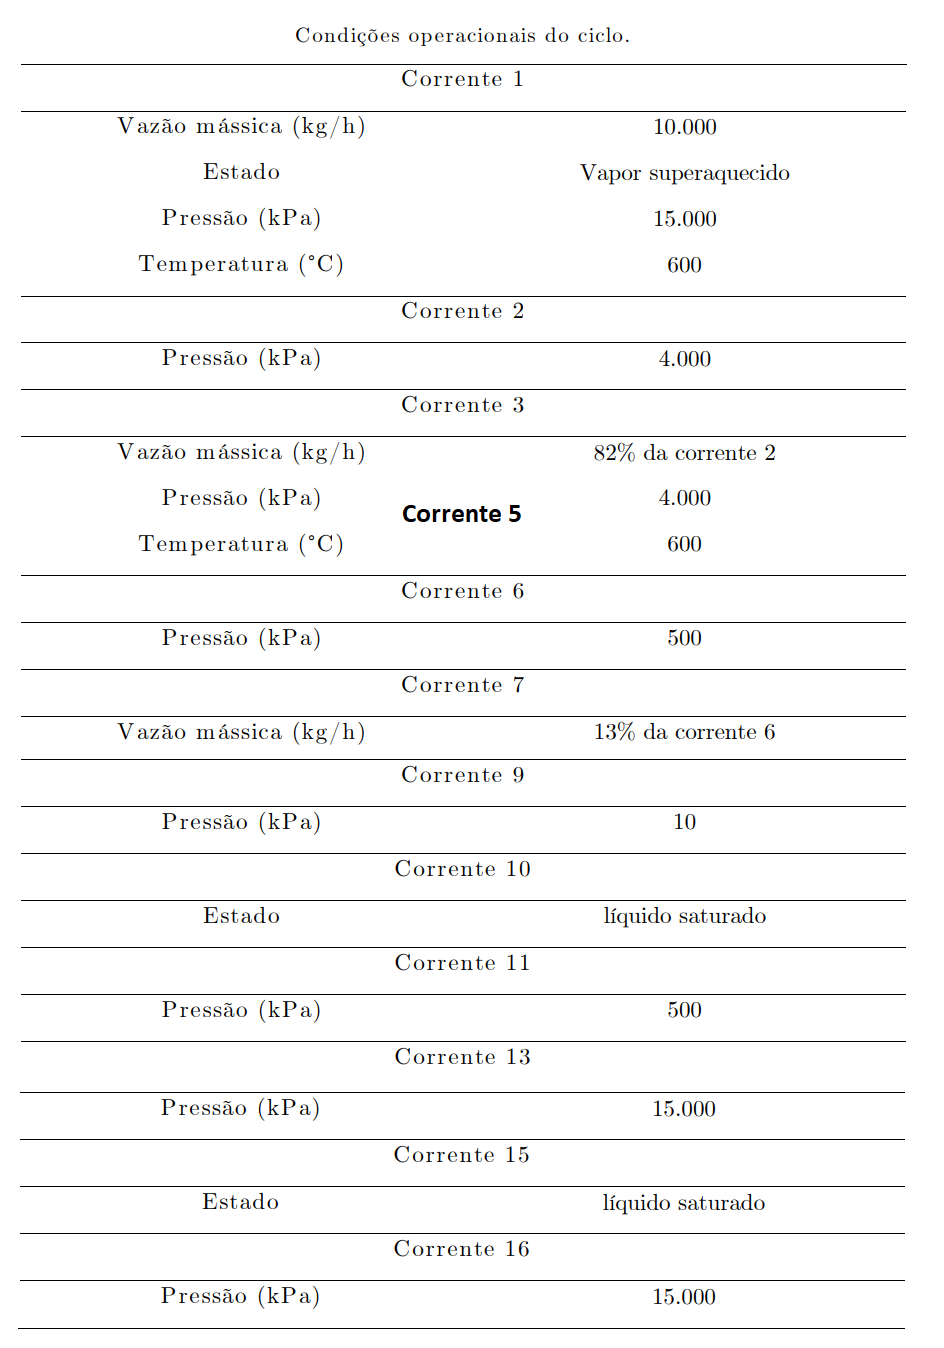 Condições operacionais do ciclo.
Corrente 1
Vazão mássica (kg/h) 10.000
Estado Vapor superaquecido
Pressão (kPa) 15.000
Temperatura (°C) 600
Corrente 2
Pressão (kPa) 4.000
Corrente 3
Vazão mássica (kg/h) 82% da corrente 2
Pressão (kPa) 4.000
Corrente 5
Temperatura (°C) 600
Corrente 6
Pressão (kPa) 500
Corrente 7
Vazão mássica (kg/h) 13% da corrente 6
Corrente 9
Pressão (kPa) 10
Corrente 10
Estado líquido saturado
Corrente 11
Pressão (kPa) 500
Corrente 13
Pressão (kPa) 15.000
Corrente 15
Estado líquido saturado
Corrente 16
Pressão (kPa) 15.000